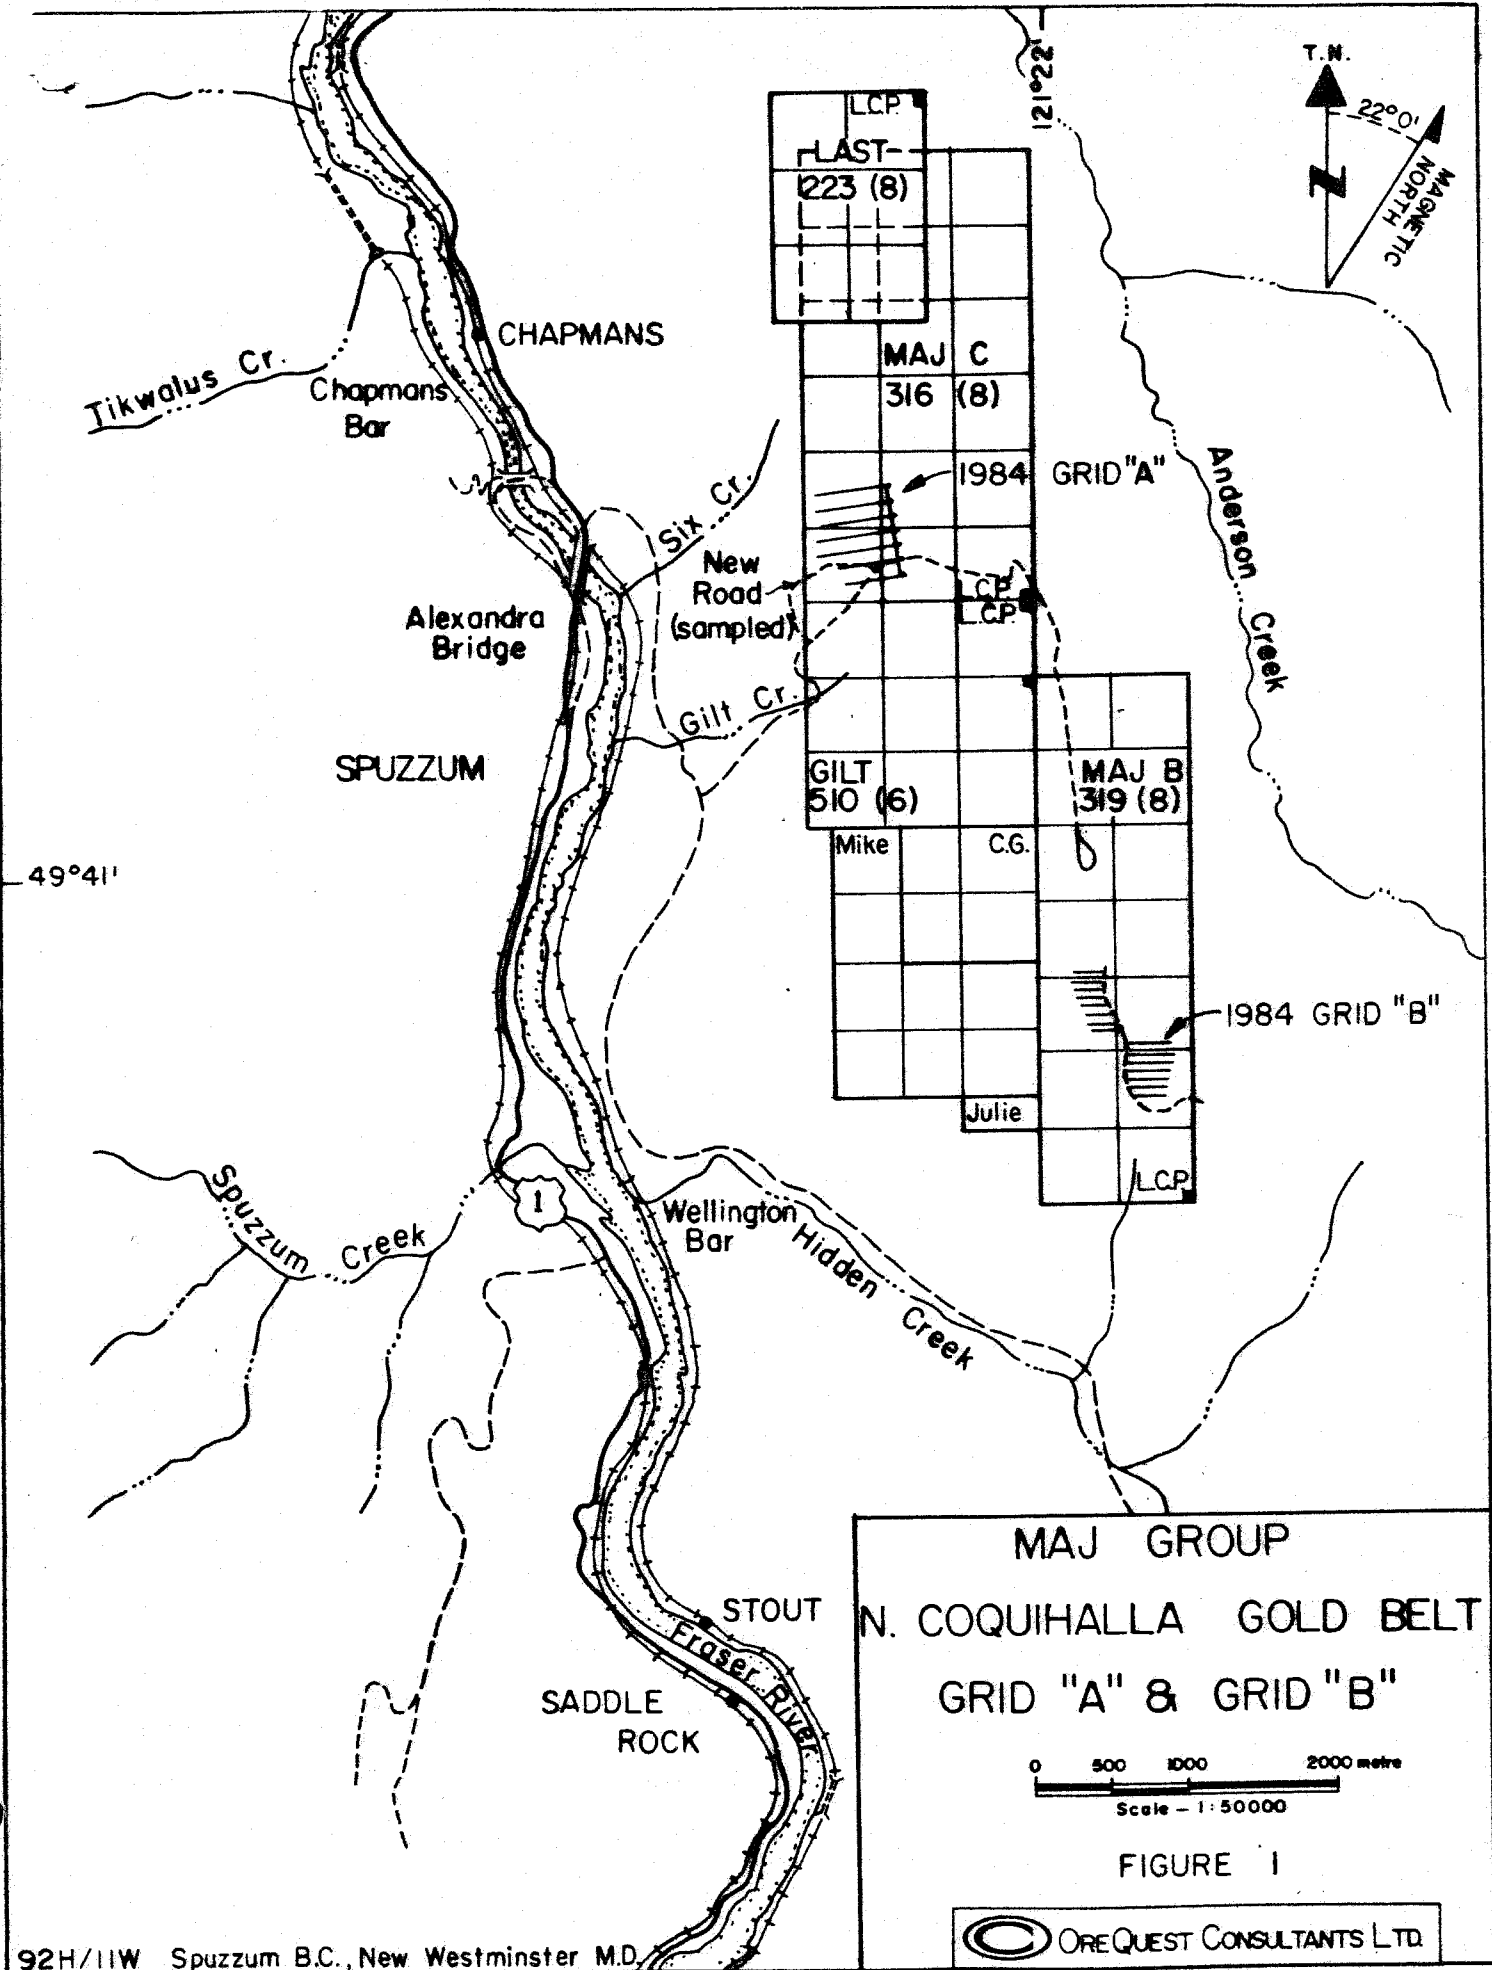 121°22'
T.N.
22°0'
MAGNETIC
NORTH
N
L.C.P.
LAST
223 (8)
CHAPMANS
Tikwalus Cr.
Chapmans
Bar
MAJ C
316 (8)
1984 GRID "A"
Six Cr.
New
Road
(sampled)
L.C.P.
L.C.P.
Anderson
Creek
Alexandra
Bridge
Gilt Cr.
SPUZZUM
GILT
510 (6)
MAJ B
319 (8)
Mike
C.G.
49°41'
1984 GRID "B"
Julie
L.C.P.
Spuzzum
Creek
1
Wellington
Bar
Hidden
Creek
STOUT
Fraser River
SADDLE
ROCK
MAJ GROUP
N. COQUIHALLA GOLD BELT
GRID "A" & GRID "B"
0 500 1000 2000 metre
Scale - 1:50000
FIGURE 1
OREQUEST CONSULTANTS LTD.
92H/11W Spuzzum B.C., New Westminster M.D.